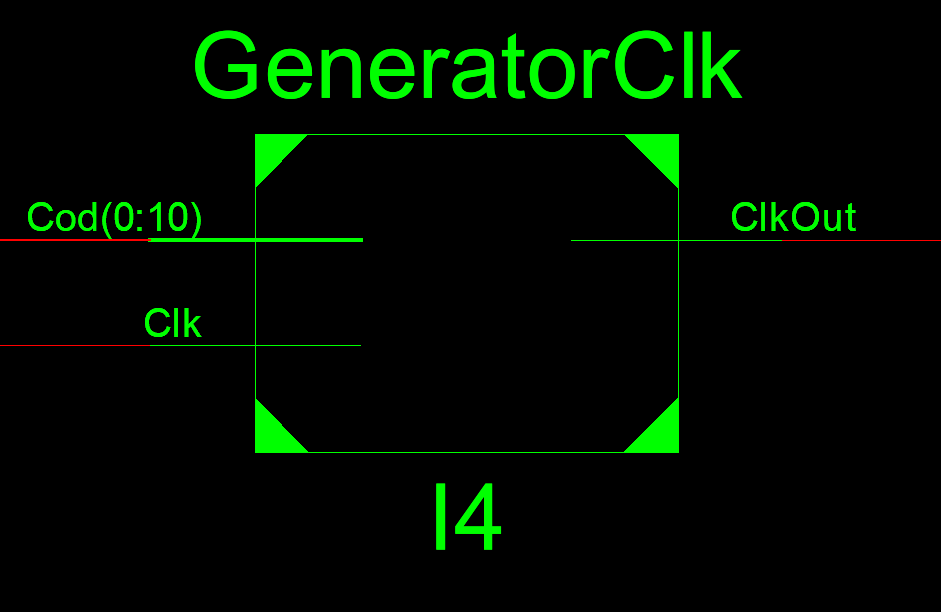 GeneratorClk
Cod(0:10)
ClkOut
Clk
I4